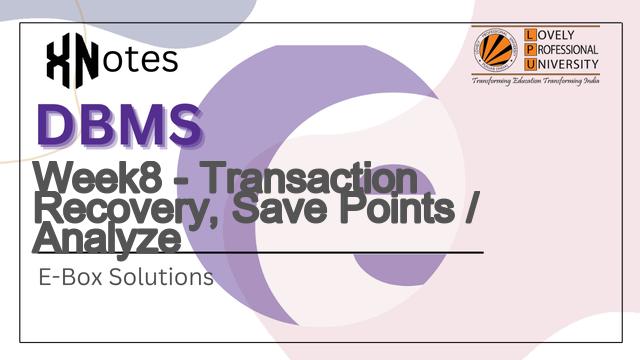 XNotes
LOVELY
PROFESSIONAL
UNIVERSITY
Transforming Education Transforming India
DBMS
Week8 - Transaction
Recovery, Save Points /
Analyze
E-Box Solutions